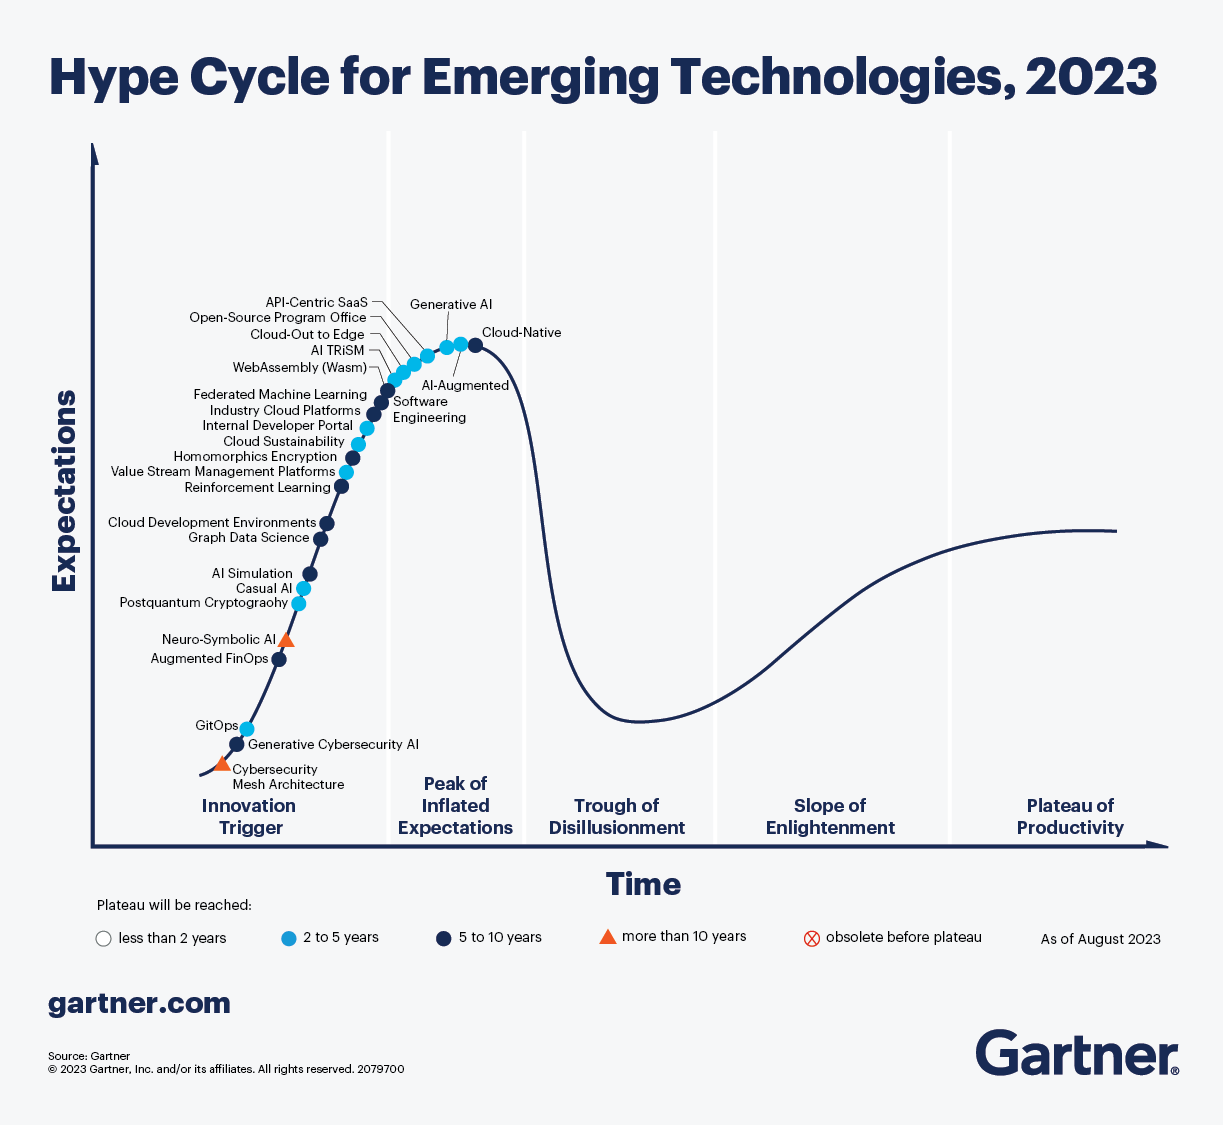 Hype Cycle for Emerging Technologies, 2023
Expectations
API-Centric SaaS
Generative AI
Open-Source Program Office
Cloud-Native
Cloud-Out to Edge
AI TRiSM
WebAssembly (Wasm)
AI-Augmented
Software
Engineering
Federated Machine Learning
Industry Cloud Platforms
Internal Developer Portal
Cloud Sustainability
Homomorphics Encryption
Value Stream Management Platforms
Reinforcement Learning
Cloud Development Environments
Graph Data Science
AI Simulation
Casual AI
Postquantum Cryptograohy
Neuro-Symbolic AI
Augmented FinOps
GitOps
Generative Cybersecurity AI
Cybersecurity
Mesh Architecture
Innovation
Trigger
Peak of
Inflated
Expectations
Trough of
Disillusionment
Slope of
Enlightenment
Plateau of
Productivity
Time
Plateau will be reached:
less than 2 years
2 to 5 years
5 to 10 years
more than 10 years
obsolete before plateau
As of August 2023
gartner.com
Source: Gartner
© 2023 Gartner, Inc. and/or its affiliates. All rights reserved. 2079700
Gartner®